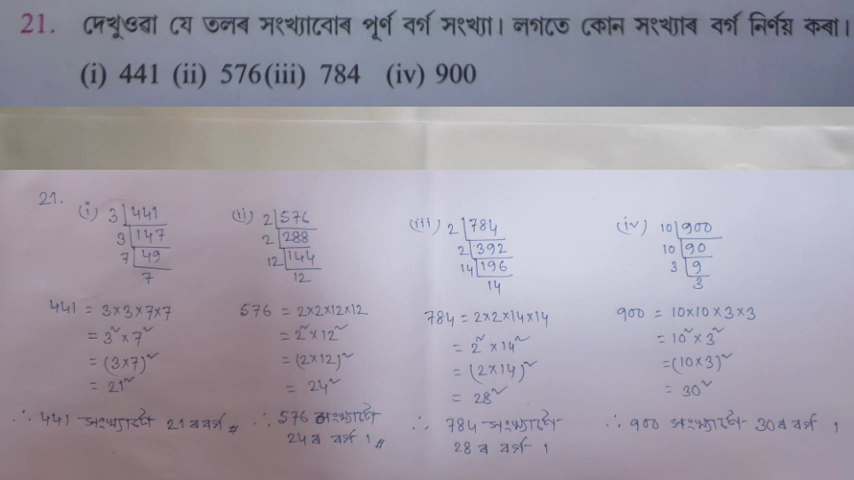 21. দেখুওৱা যে তলৰ সংখ্যাবোৰ পূৰ্ণ বৰ্গ সংখ্যা। লগতে কোন সংখ্যাৰ বৰ্গ নিৰ্ণয় কৰা।
(i) 441 (ii) 576(iii) 784 (iv) 900
21.
(i) 3 | 441
3 | 147
7 | 49
7
441 = 3×3×7×7
= 3² × 7²
= (3×7)²
= 21²
∴ 441 সংখ্যাটো 21 ৰ বৰ্গ #
(ii) 2 | 576
2 | 288
12 | 144
12
576 = 2×2×12×12
= 2² × 12²
= (2×12)²
= 24²
∴ 576 সংখ্যাটো
24 ৰ বৰ্গ । #
(iii) 2 | 784
2 | 392
14 | 196
14
784 = 2×2×14×14
= 2² × 14²
= (2×14)²
= 28²
∴ 784 সংখ্যাটো
28 ৰ বৰ্গ ।
(iv) 10 | 900
10 | 90
3 | 9
3
900 = 10×10×3×3
= 10² × 3²
=(10×3)²
= 30²
∴ 900 সংখ্যাটো 30ৰ বৰ্গ ।